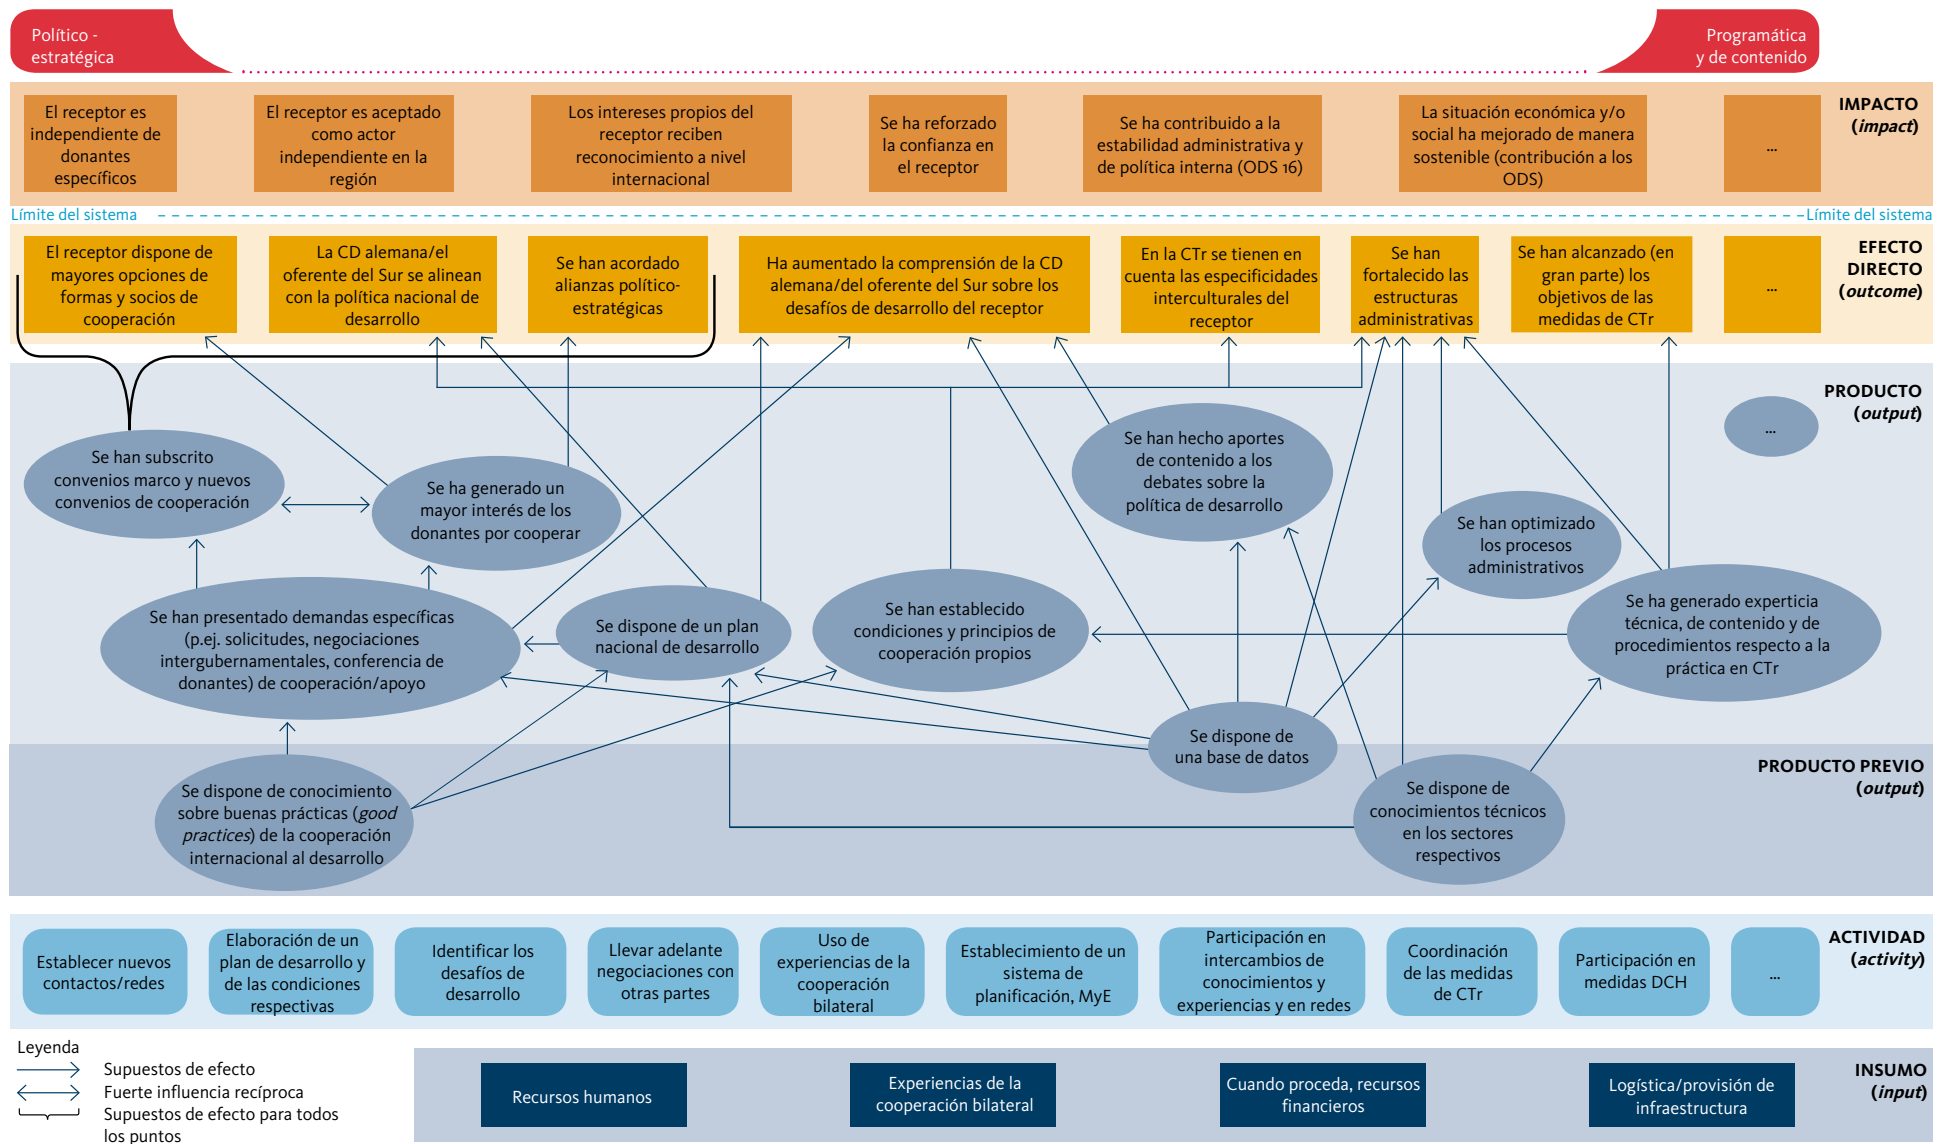 Político -
estratégica
Programática
y de contenido
El receptor es
independiente de
donantes
específicos
El receptor es aceptado
como actor
independiente en la
región
Los intereses propios del
receptor reciben
reconocimiento a nivel
internacional
Se ha reforzado
la confianza en
el receptor
Se ha contribuido a la
estabilidad administrativa y
de política interna (ODS 16)
La situación económica y/o
social ha mejorado de manera
sostenible (contribución a los
ODS)
...
IMPACTO
(impact)
Límite del sistema
Límite del sistema
El receptor dispone de
mayores opciones de
formas y socios de
cooperación
La CD alemana/el
oferente del Sur se alinean
con la política nacional de
desarrollo
Se han acordado
alianzas político-
estratégicas
Ha aumentado la comprensión de la CD
alemana/del oferente del Sur sobre los
desafíos de desarrollo del receptor
En la CTr se tienen en
cuenta las especificidades
interculturales del
receptor
Se han
fortalecido las
estructuras
administrativas
Se han alcanzado (en
gran parte) los
objetivos de las
medidas de CTr
...
EFECTO
DIRECTO
(outcome)
PRODUCTO
(output)
...
Se han subscrito
convenios marco y nuevos
convenios de cooperación
Se ha generado un
mayor interés de los
donantes por cooperar
Se han hecho aportes
de contenido a los
debates sobre la
política de desarrollo
Se han optimizado
los procesos
administrativos
Se han presentado demandas específicas
(p.ej. solicitudes, negociaciones
intergubernamentales, conferencia de
donantes) de cooperación/apoyo
Se dispone de un plan
nacional de desarrollo
Se han establecido
condiciones y principios de
cooperación propios
Se ha generado experticia
técnica, de contenido y de
procedimientos respecto a la
práctica en CTr
Se dispone de
una base de datos
PRODUCTO PREVIO
(output)
Se dispone de conocimiento
sobre buenas prácticas (good
practices) de la cooperación
internacional al desarrollo
Se dispone de
conocimientos técnicos
en los sectores
respectivos
Establecer nuevos
contactos/redes
Elaboración de un
plan de desarrollo y
de las condiciones
respectivas
Identificar los
desafíos de
desarrollo
Llevar adelante
negociaciones con
otras partes
Uso de
experiencias de la
cooperación
bilateral
Establecimiento de un
sistema de
planificación, MyE
Participación en
intercambios de
conocimientos y
experiencias y en redes
Coordinación
de las medidas
de CTr
Participación en
medidas DCH
...
ACTIVIDAD
(activity)
Leyenda
Supuestos de efecto
Fuerte influencia recíproca
Supuestos de efecto para todos
los puntos
Recursos humanos
Experiencias de la
cooperación bilateral
Cuando proceda, recursos
financieros
Logística/provisión de
infraestructura
INSUMO
(input)